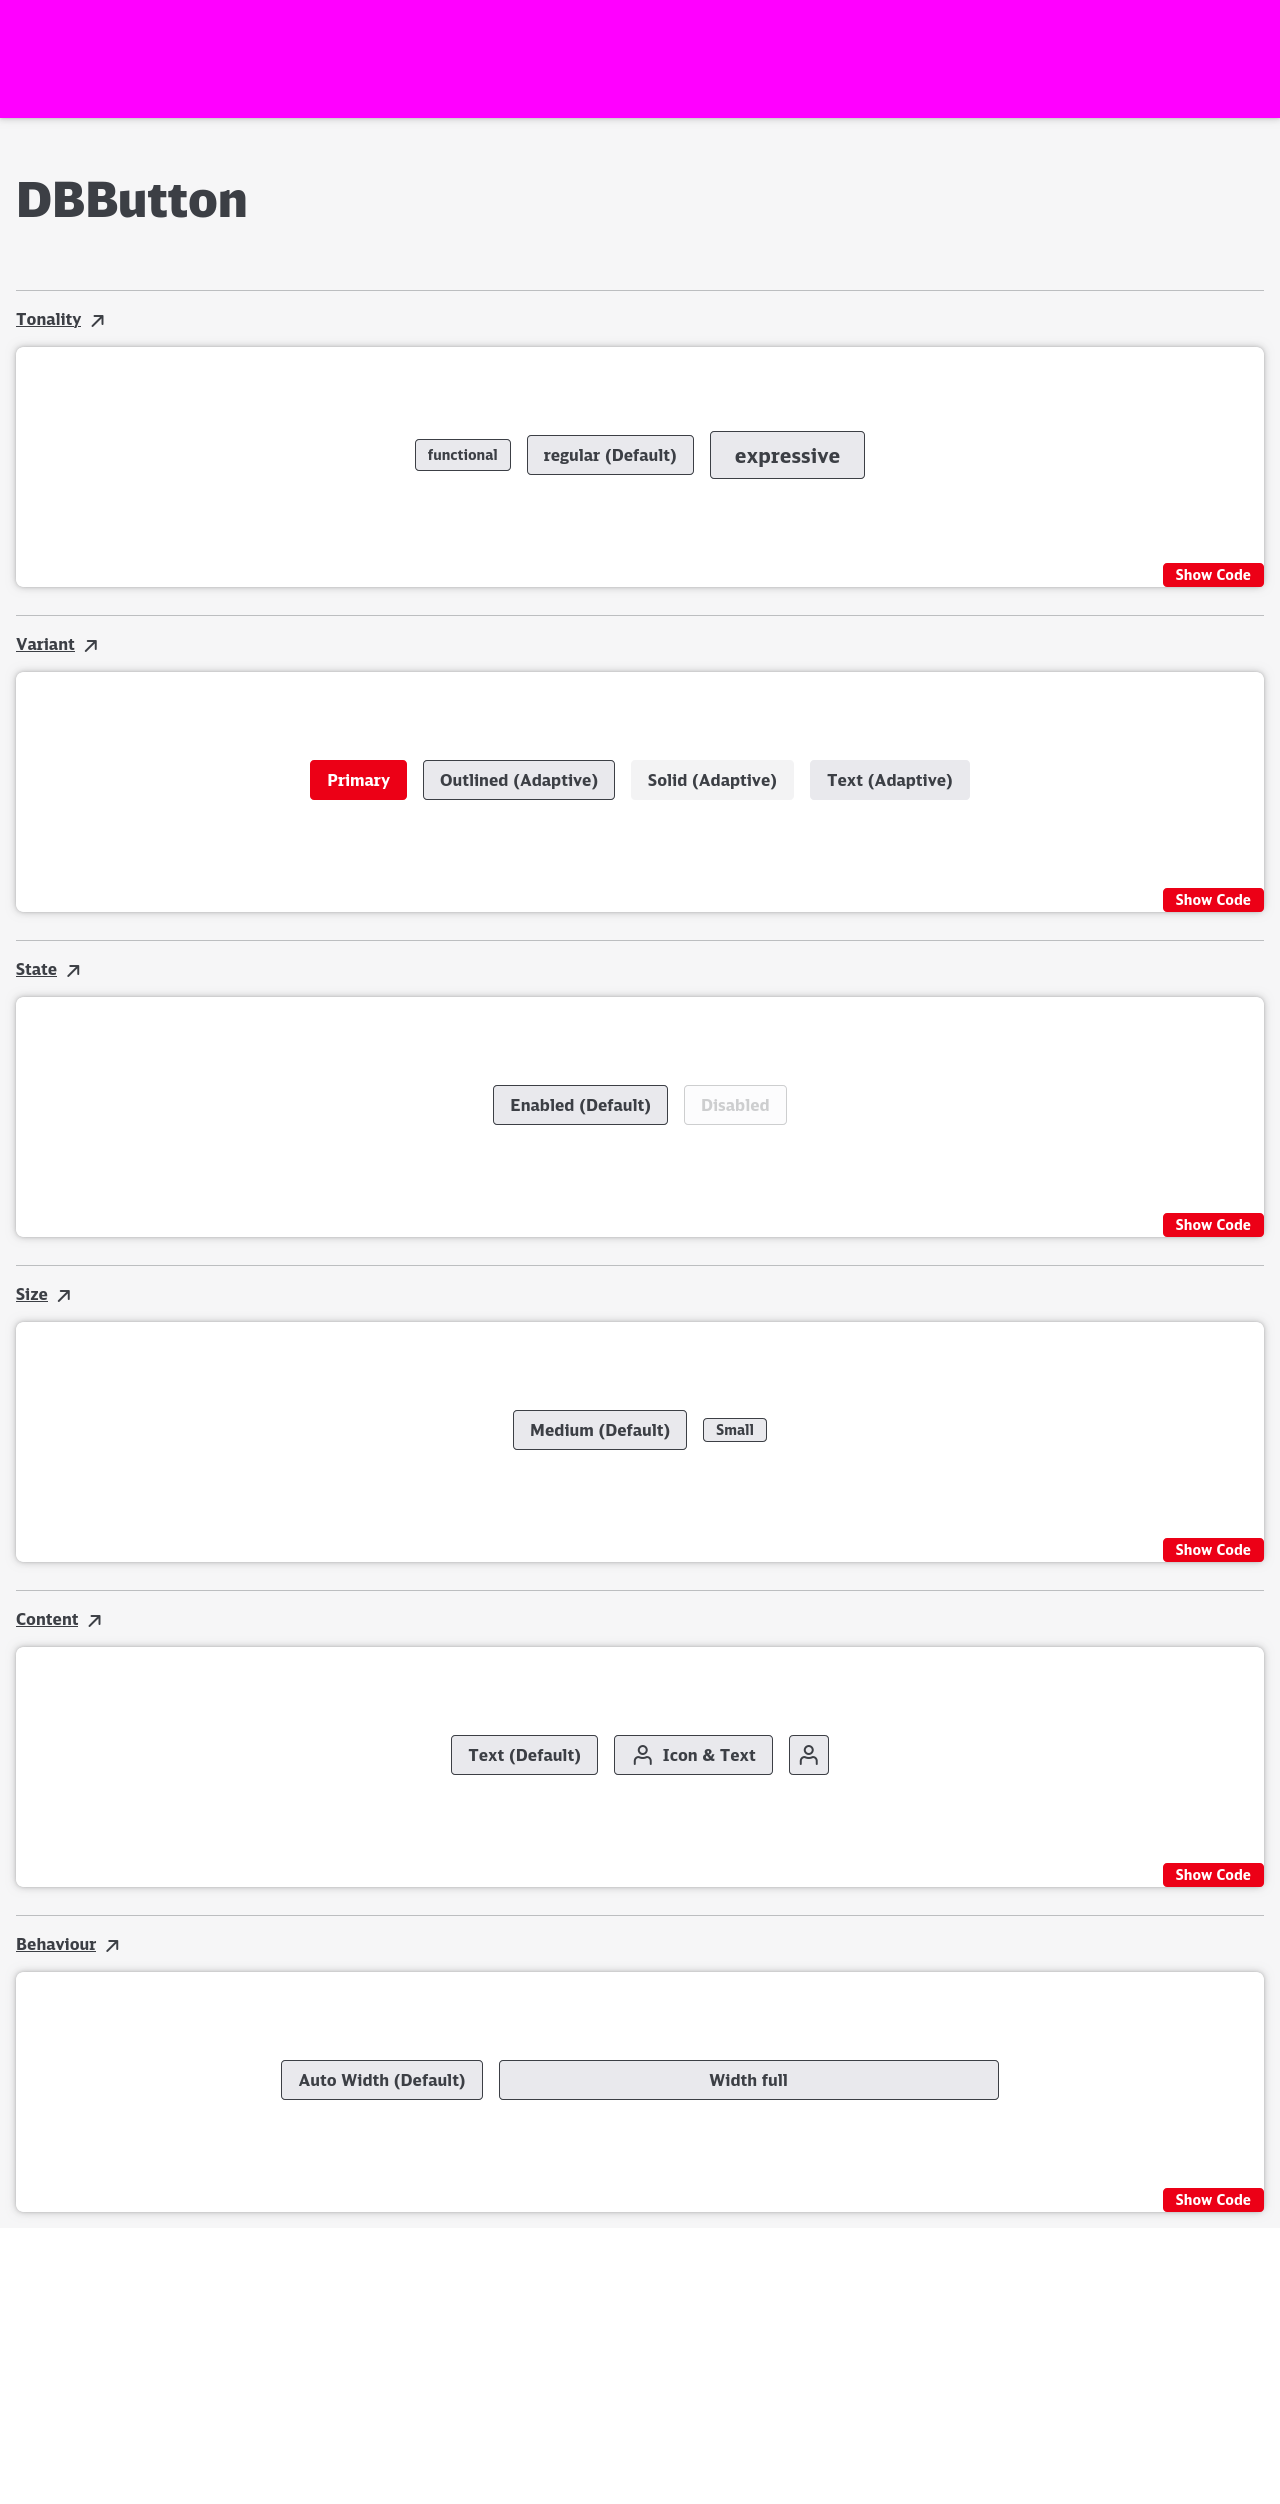 DBButton
Tonality
functional
regular (Default)
expressive
Show Code
Variant
Primary
Outlined (Adaptive)
Solid (Adaptive)
Text (Adaptive)
Show Code
State
Enabled (Default)
Disabled
Show Code
Size
Medium (Default)
Small
Show Code
Content
Text (Default)
Icon & Text
Show Code
Behaviour
Auto Width (Default)
Width full
Show Code